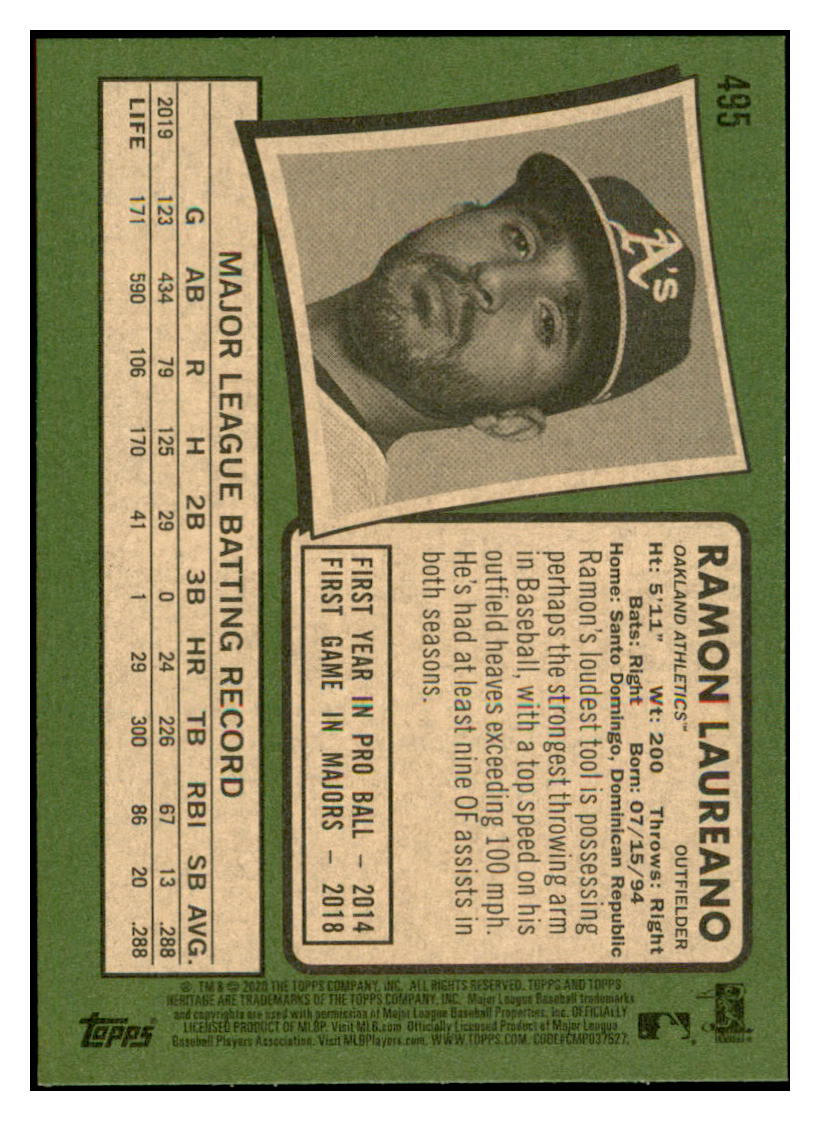 495
A's
RAMON LAUREANO
OAKLAND ATHLETICS™ OUTFIELDER
Ht: 5'11" Wt: 200 Throws: Right
Bats: Right Born: 07/15/94
Home: Santo Domingo, Dominican Republic
Ramon's loudest tool is possessing
perhaps the strongest throwing arm
in Baseball, with a top speed on his
outfield heaves exceeding 100 mph.
He's had at least nine OF assists in
both seasons.
FIRST YEAR IN PRO BALL – 2014
FIRST GAME IN MAJORS – 2018
MAJOR LEAGUE BATTING RECORD
G AB R H 2B 3B HR TB RBI SB AVG.
2019 123 434 79 125 29 0 24 226 67 13 .288
LIFE 171 590 106 170 41 1 29 300 86 20 .288
® TM & © 2020 THE TOPPS COMPANY, INC. ALL RIGHTS RESERVED. TOPPS AND TOPPS
HERITAGE ARE TRADEMARKS OF THE TOPPS COMPANY, INC. Major League Baseball trademarks
and copyrights are used with permission of Major League Baseball Properties, Inc. OFFICIALLY
LICENSED PRODUCT OF MLBP. Visit MLB.com Officially Licensed Product of Major League
Baseball Players Association. Visit MLBPlayers.com. WWW.TOPPS.COM. CODE#CMP037527.
Topps